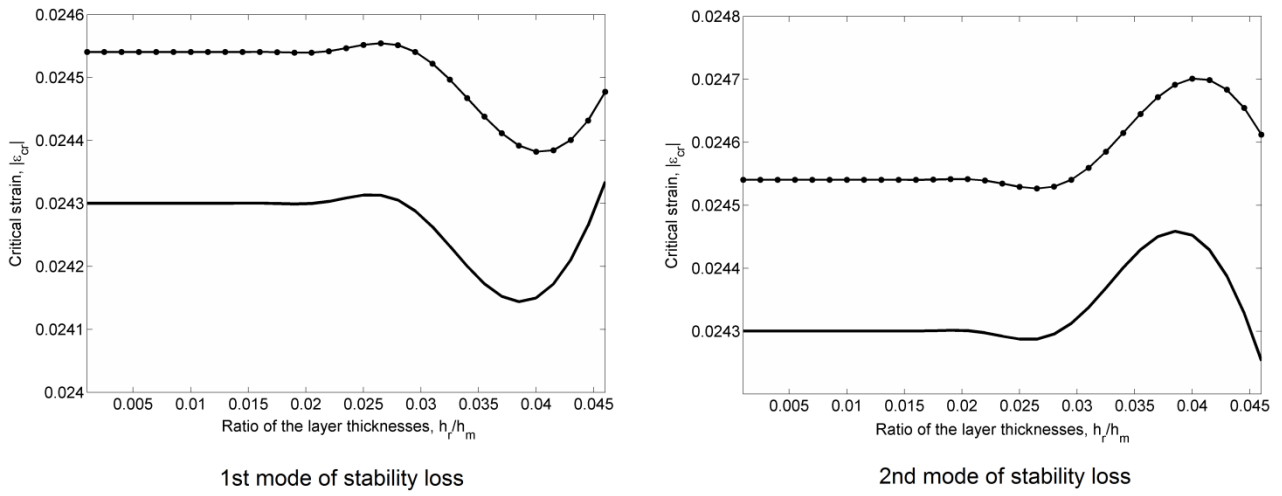 0.0246
0.0245
0.0244
0.0243
0.0242
0.0241
0.024
Critical strain, |εcr|
0.005 0.01 0.015 0.02 0.025 0.03 0.035 0.04 0.045
Ratio of the layer thicknesses, hr/hm
1st mode of stability loss
0.0248
0.0247
0.0246
0.0245
0.0244
0.0243
Critical strain, |εcr|
0.005 0.01 0.015 0.02 0.025 0.03 0.035 0.04 0.045
Ratio of the layer thicknesses, hr/hm
2nd mode of stability loss